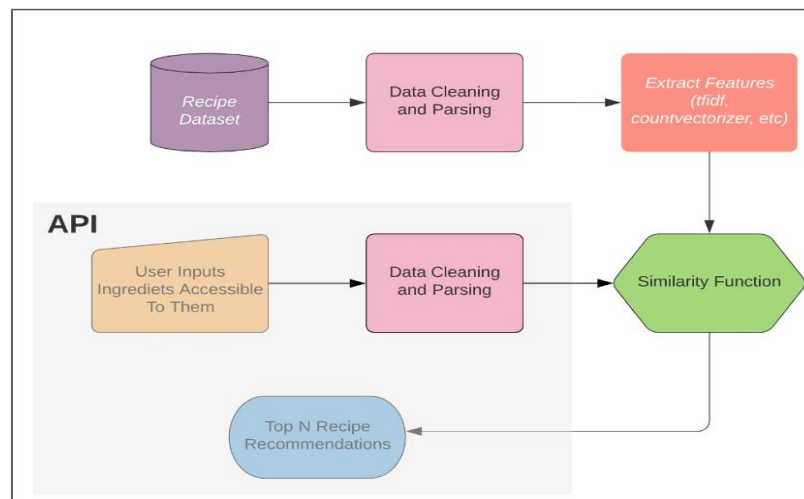 Recipe
Dataset
Data Cleaning
and Parsing
Extract Features
(tfidf,
countvectorizer, etc)
API
User Inputs
Ingrediets Accessible
To Them
Data Cleaning
and Parsing
Similarity Function
Top N Recipe
Recommendations